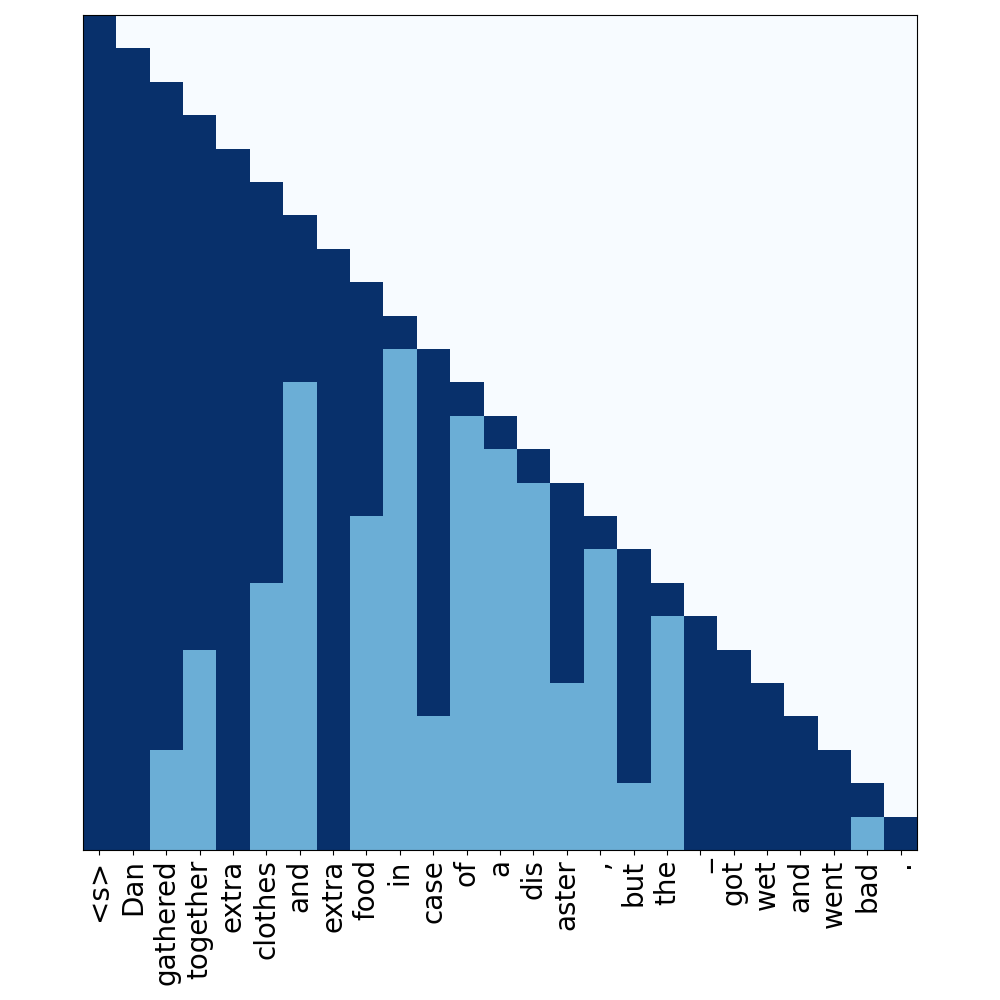 <s> Dan gathered together extra clothes and extra food in case of a dis aster , but the _ got wet and went bad .